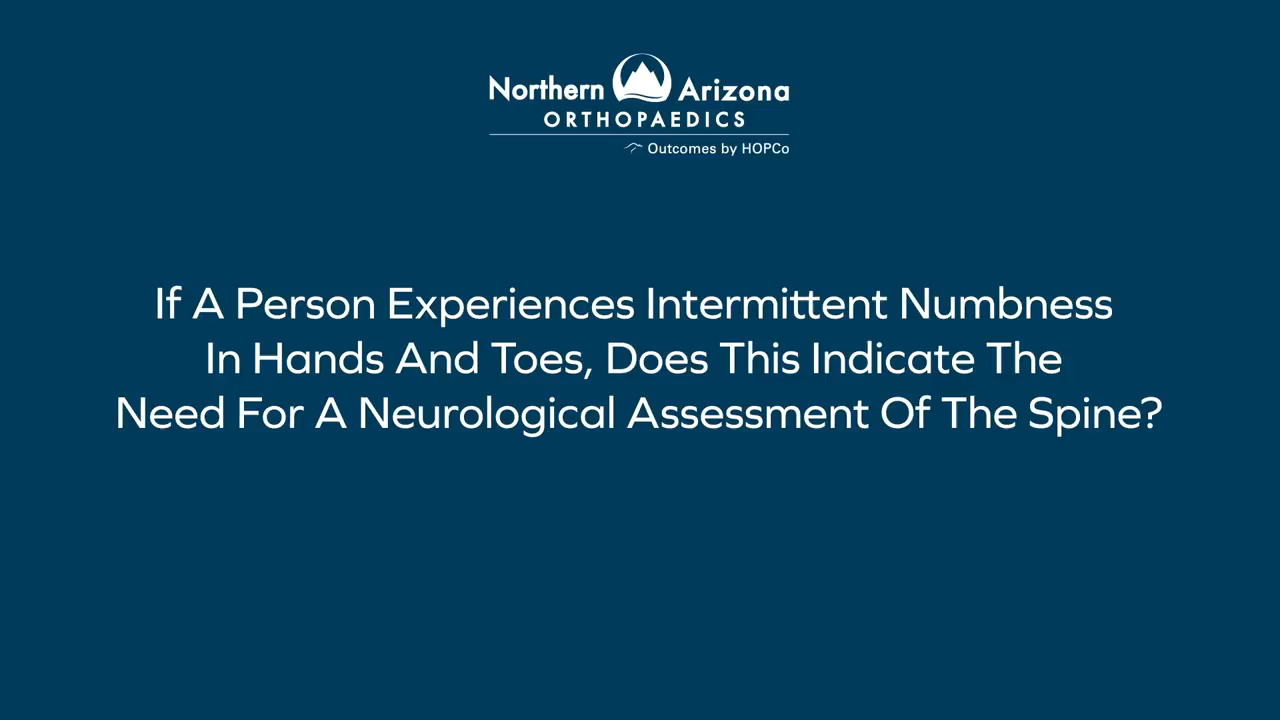 Northern Arizona
ORTHOPAEDICS
Outcomes by HOPCo
If A Person Experiences Intermittent Numbness
In Hands And Toes, Does This Indicate The
Need For A Neurological Assessment Of The Spine?